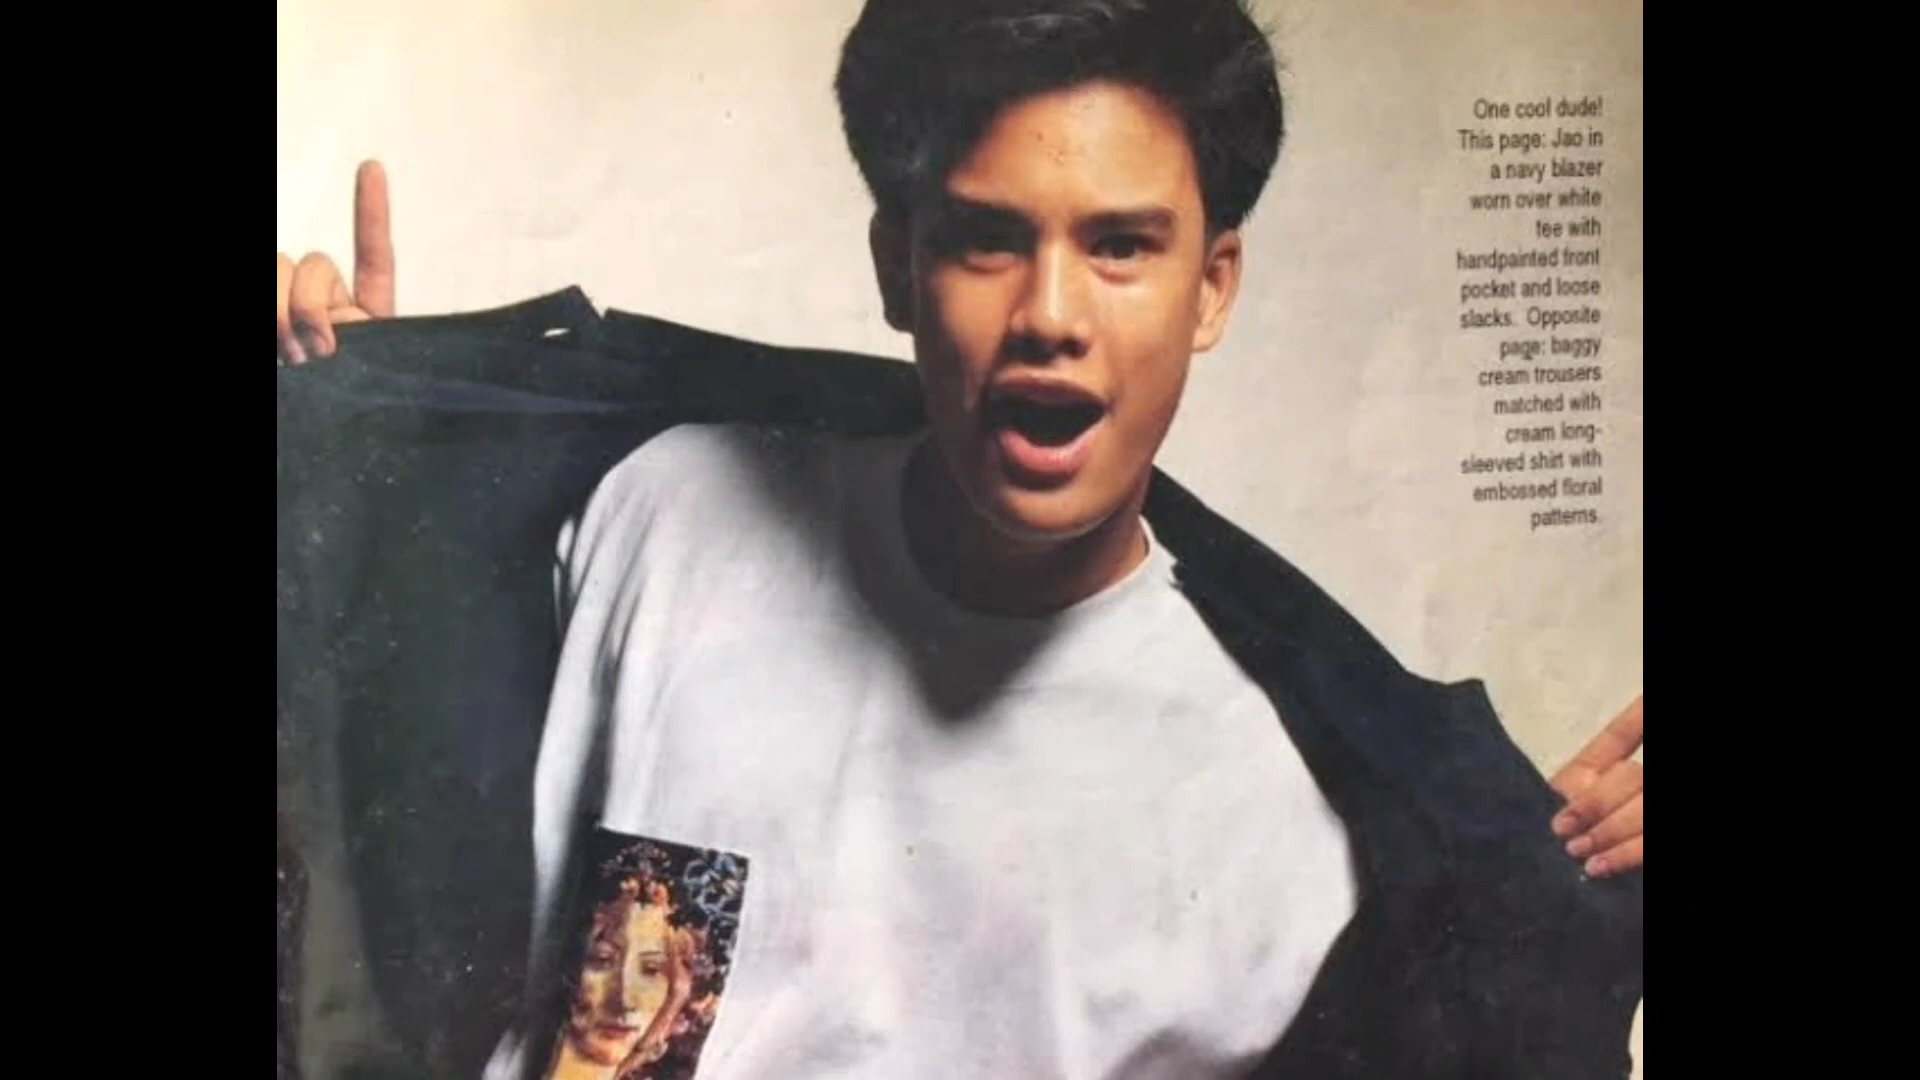 One cool dude!
This page: Jao in
a navy blazer
worn over white
tee with
handpainted front
pocket and loose
slacks. Opposite
page: baggy
cream trousers
matched with
cream long-
sleeved shirt with
embossed floral
patterns.